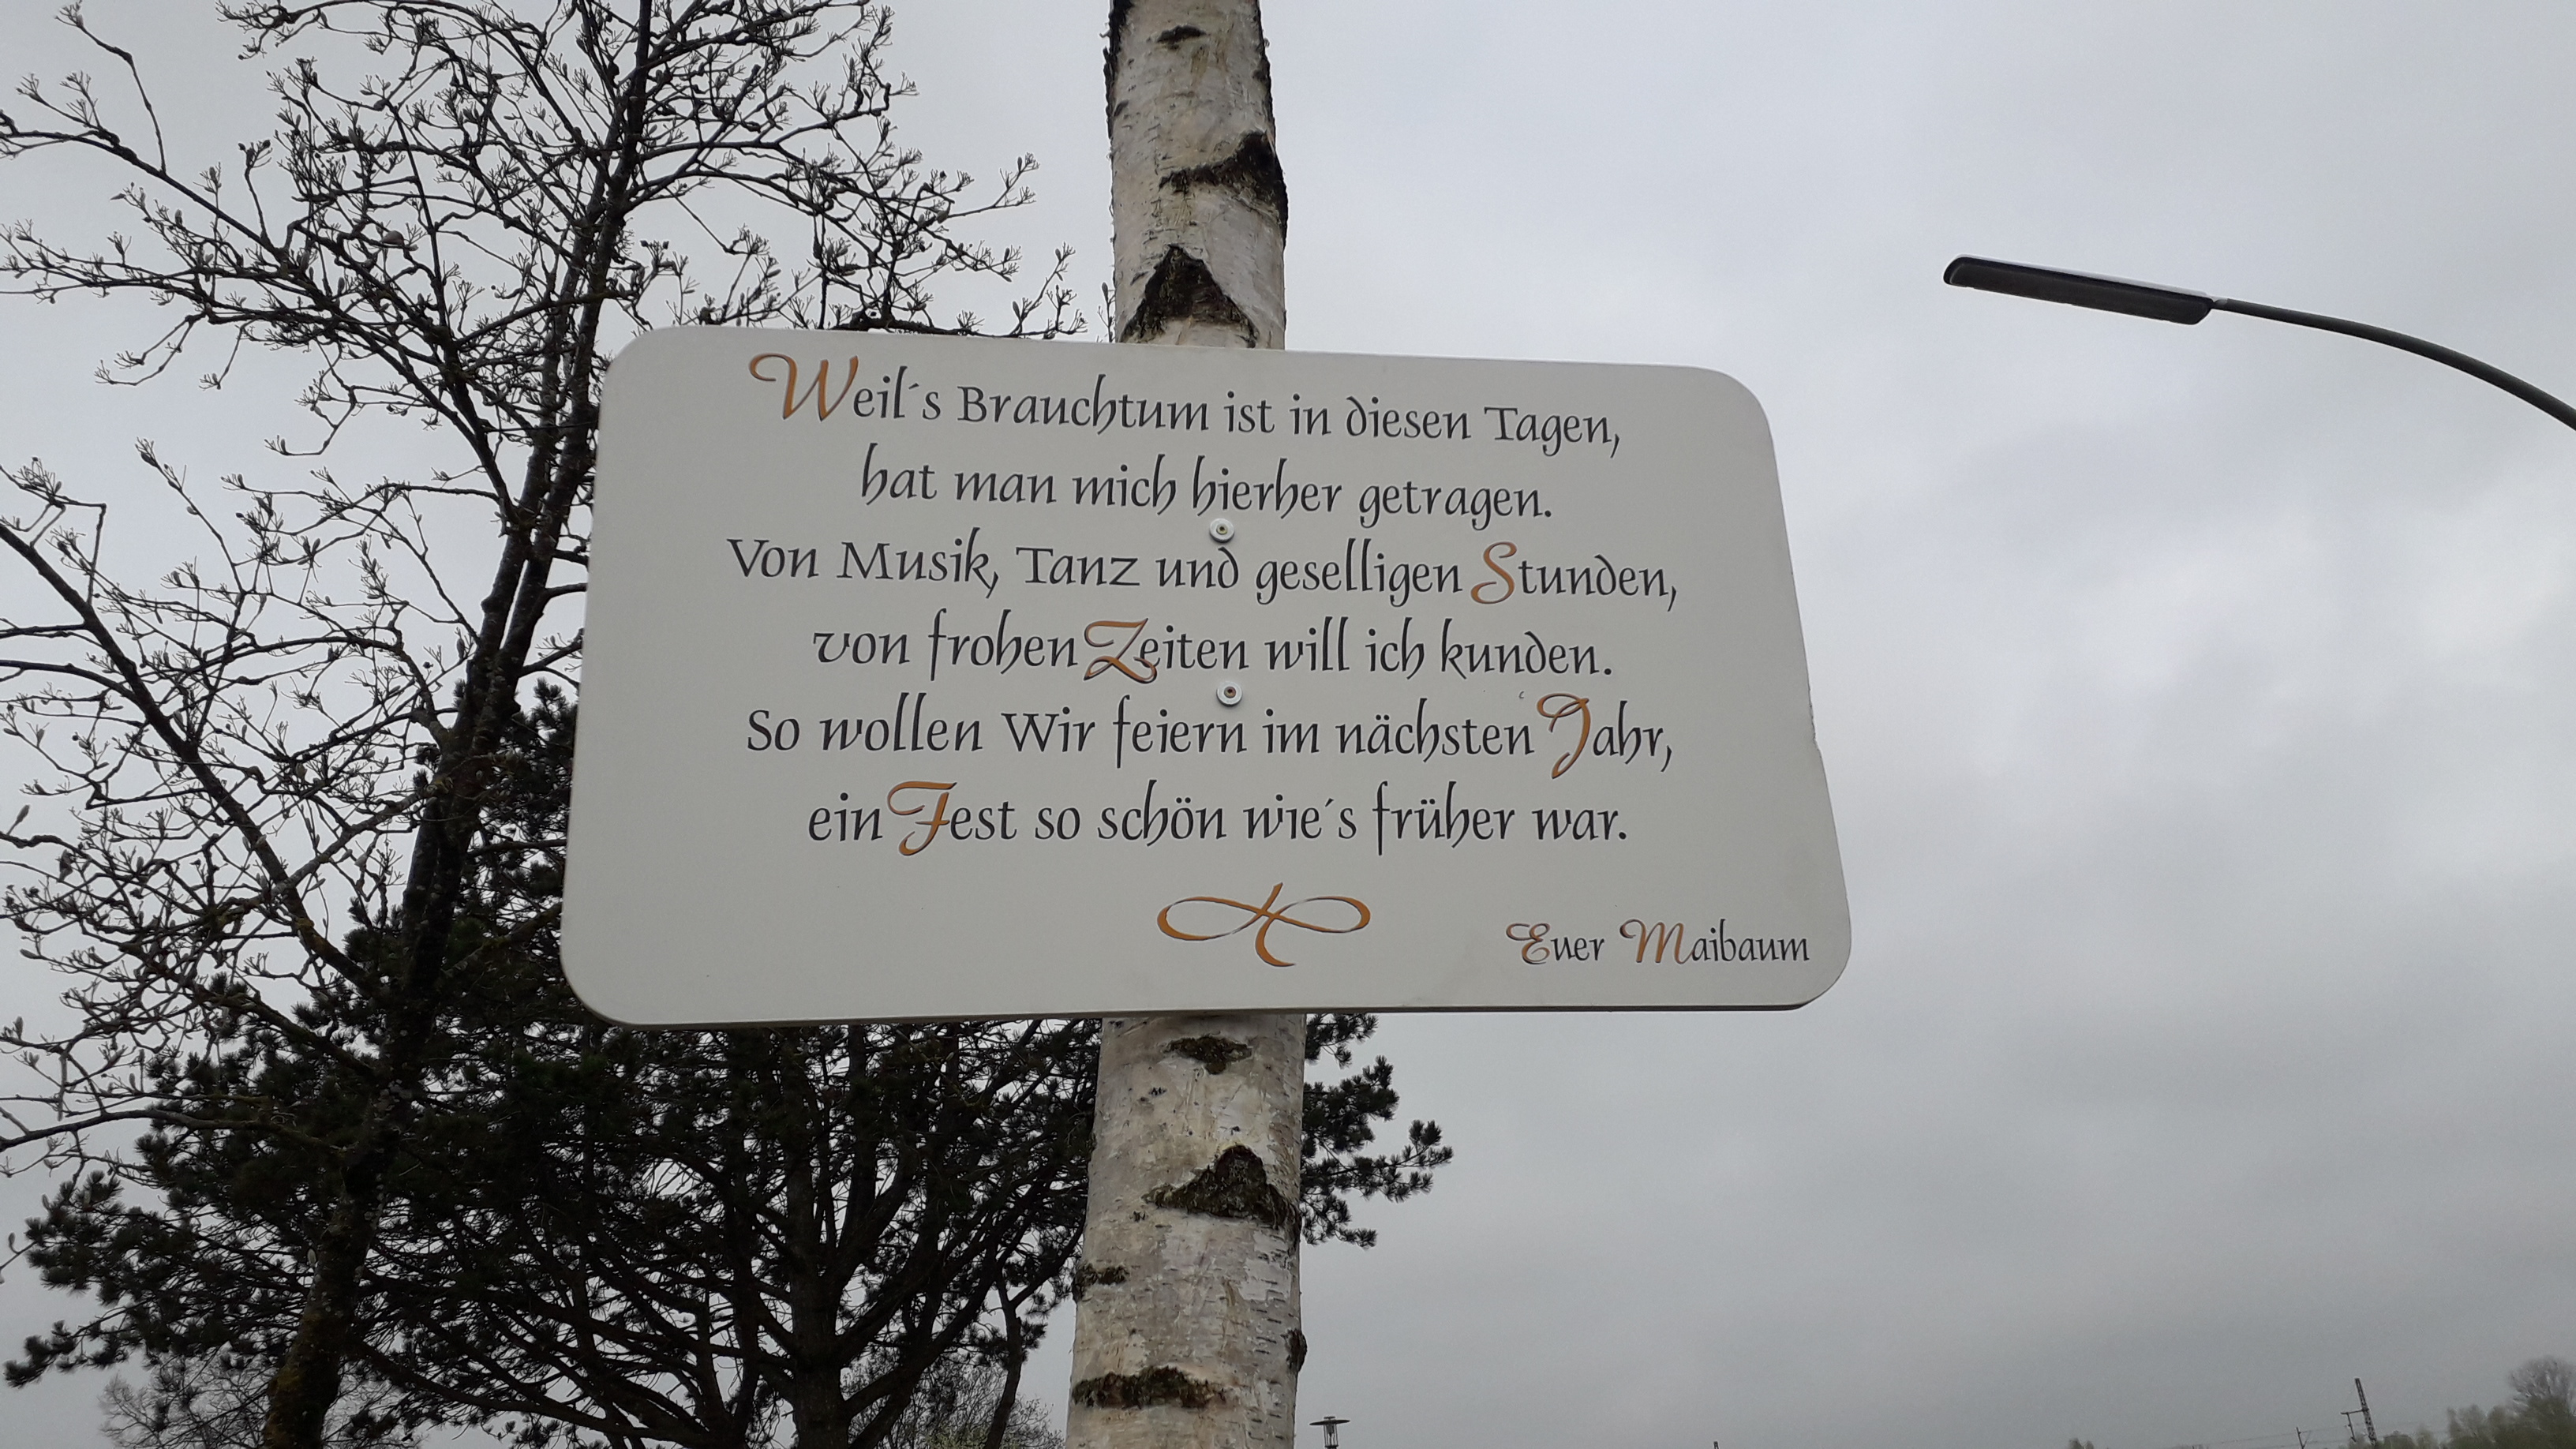 Weil´s Brauchtum ist in diesen Tagen,
hat man mich hierher getragen.
Von Musik, Tanz und geselligen Stunden,
von frohen Zeiten will ich kunden.
So wollen Wir feiern im nächsten Jahr,
ein Fest so schön wie´s früher war.
Euer Maibaum